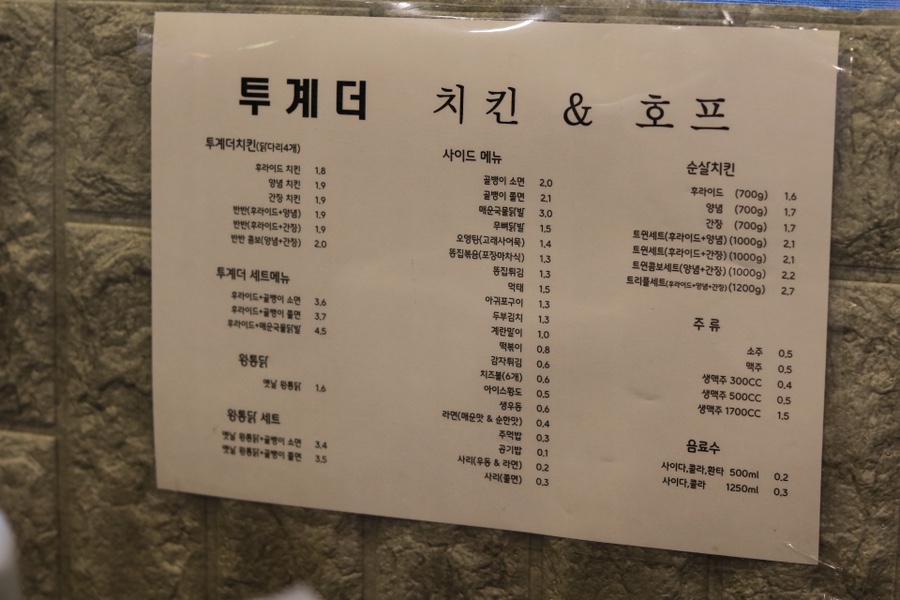 투계더 치킨 & 호프
투계더치킨(닭다리4개)
후라이드 치킨 1.8
양념 치킨 1.9
간장 치킨 1.9
반반(후라이드+양념) 1.9
반반(후라이드+간장) 1.9
반반 콤보(양념+간장) 2.0
투계더 세트메뉴
후라이드+골뱅이 소면 3.6
후라이드+골뱅이 쫄면 3.7
후라이드+매운국물닭발 4.5
왕통닭
옛날 왕통닭 1.6
왕통닭 세트
옛날 왕통닭+골뱅이 소면 3.4
옛날 왕통닭+골뱅이 쫄면 3.5
사이드 메뉴
골뱅이 소면 2.0
골뱅이 쫄면 2.1
매운국물닭발 3.0
무뼈닭발 1.5
오엥탕(고래사어묵) 1.4
똥집볶음(포장마차식) 1.3
똥집튀김 1.3
먹태 1.5
아귀포구이 1.3
두부김치 1.3
계란말이 1.0
떡볶이 0.8
감자튀김 0.6
치즈볼(6개) 0.6
아이스황도 0.5
생우동 0.6
라면(매운맛 & 순한맛) 0.4
주먹밥 0.3
공기밥 0.1
사리(우동 & 라면) 0.2
사리(쫄면) 0.3
순살치킨
후라이드 (700g) 1.6
양념 (700g) 1.7
간장 (700g) 1.7
트윈세트(후라이드+양념) (1000g) 2.1
트윈세트(후라이드+간장) (1000g) 2.1
트윈콤보세트(양념+간장) (1000g) 2.2
트리플세트(후라이드+양념+간장) (1200g) 2.7
주 류
소주 0.5
맥주 0.5
생맥주 300CC 0.4
생맥주 500CC 0.5
생맥주 1700CC 1.5
음료수
사이다,콜라,환타 500ml 0.2
사이다,콜라 1250ml 0.3